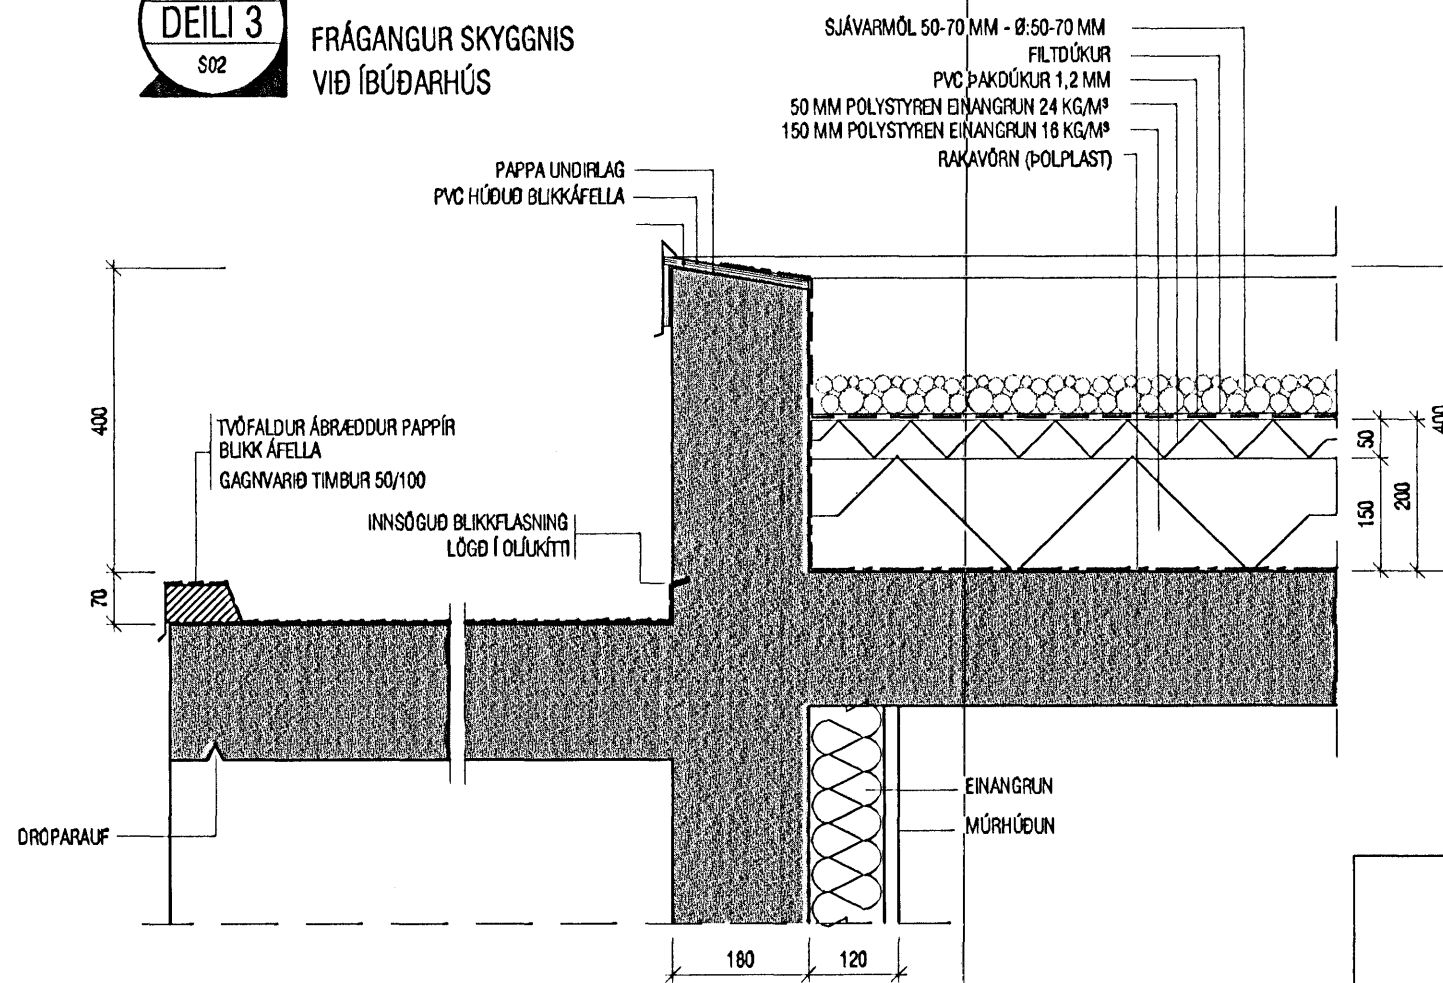 DEILI 3
S02
FRÁGANGUR SKYGGNIS
VIÐ ÍBÚÐARHÚS
SJÁVARMÖL 50-70 MM - Ø:50-70 MM
FILTDÚKUR
PVC ÞAKDÚKUR 1,2 MM
50 MM POLYSTYREN EINANGRUN 24 KG/M³
150 MM POLYSTYREN EINANGRUN 16 KG/M³
RAKAVÖRN (ÞOLPLAST)
PAPPA UNDIRLAG
PVC HÚÐUÐ BLIKKÁFELLA
TVÖFALDUR ÁBRÆDDUR PAPPÍR
BLIKK ÁFELLA
GAGNVARIÐ TIMBUR 50/100
INNSÖGUÐ BLIKKFLASNING
LÖGÐ Í OLÍUKÍTTI
400
70
50
150
200
400
EINANGRUN
MÚRHÚÐUN
DROPARAUF
180
120